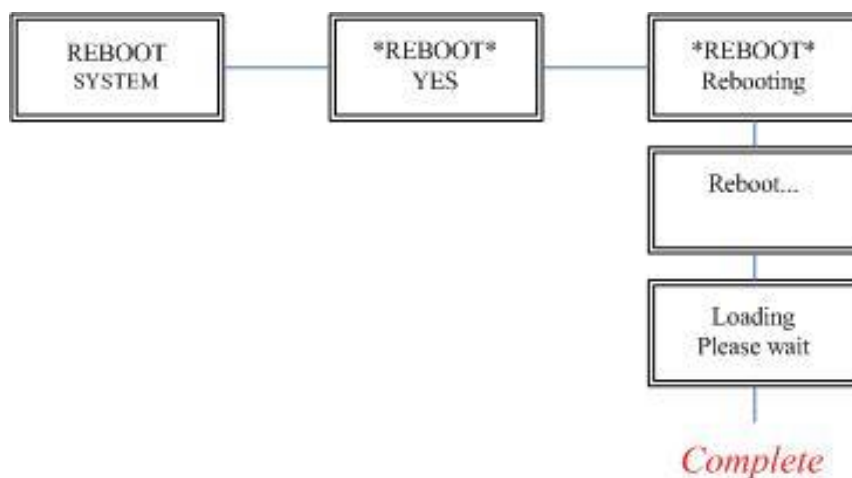 REBOOT
SYSTEM
*REBOOT*
YES
*REBOOT*
Rebooting
Reboot...
Loading
Please wait
Complete